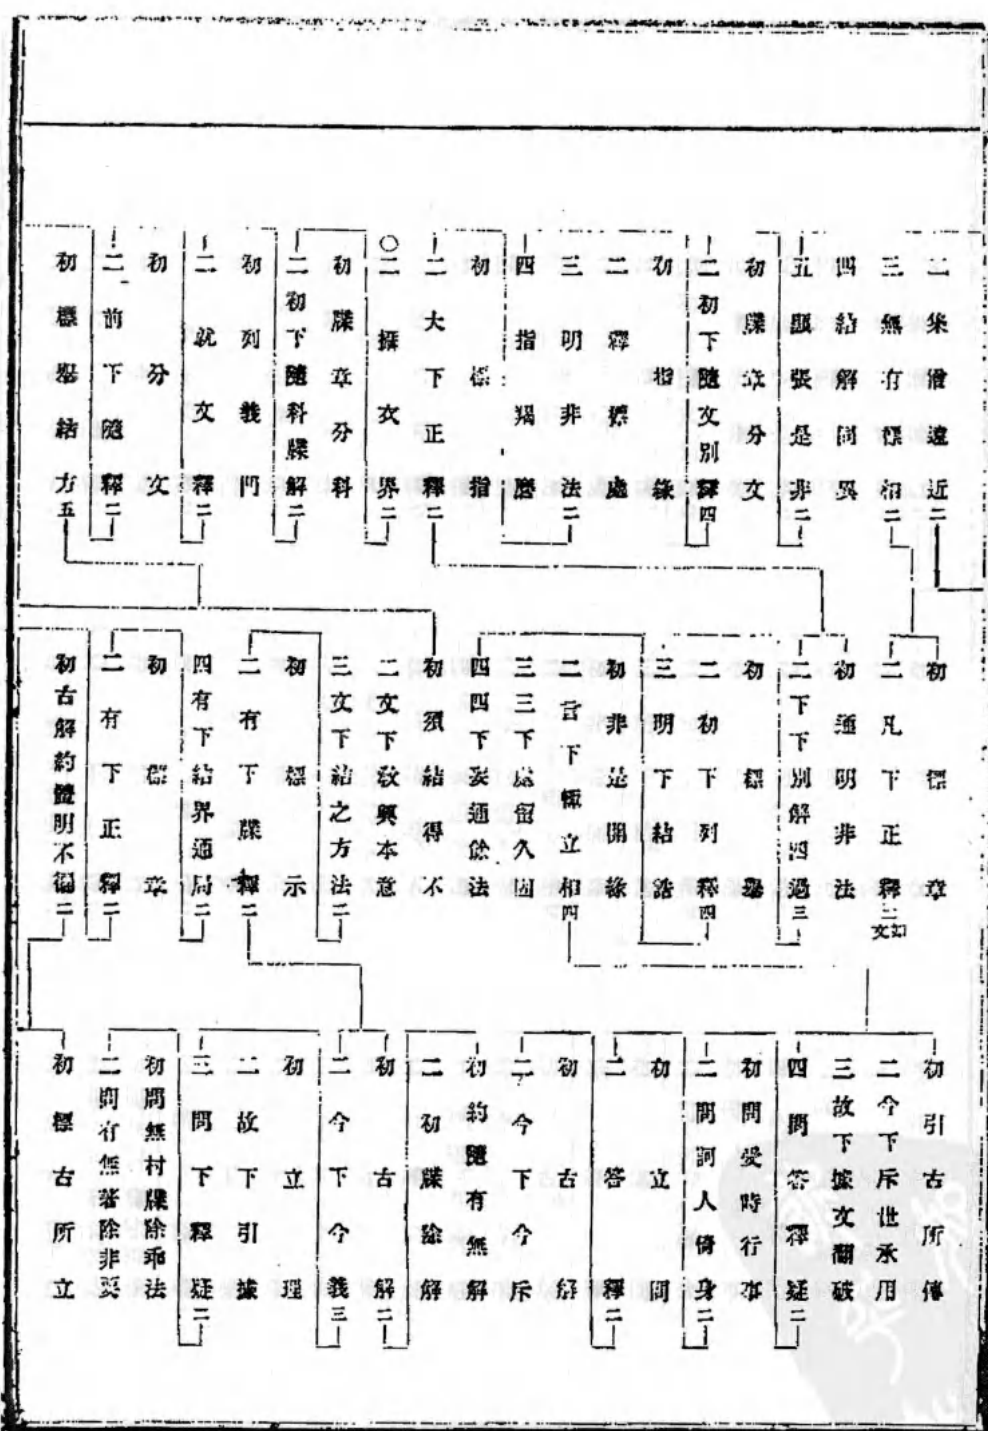 二集僧遠近二
三無有標相二
四結解同異
五顯張是非二
初牒章分文
二初下隨文別釋四
初指緣
二釋標處
三明非法二
四指羯磨
初標指
二大下正釋二
〇二攝衣界二
初牒章分科
二初下隨科牒解二
初列義門
二就文釋二
初分文
二前下隨釋二
初標舉結方五
初標章
二凡下正釋二如文
初通明非法
二下下別解四過三
初標舉
二初下列釋四
三明下結誥
初非是開緣
二言下輒立相四
三三下處留久固
四四下妄通餘法
初須結得不
二文下教興本意
三文下結之方法二
初標示
二有下牒釋二
四有下結界通局二
初標章
二有下正釋二
初古解約體明不漏二
初引古所傳
二今下斥世承用
三故下據文翻破
四問答釋疑二
初問受時行本
二問詞人倚身二
初立問
二答釋二
初古解
二今下今斥
初約隨有無解
二初牒除解
初古解二
二今下今義三
初立理
二故下引據
三問下釋疑二
初問無村牒除乖法
二問有無著除非要
初標古所立